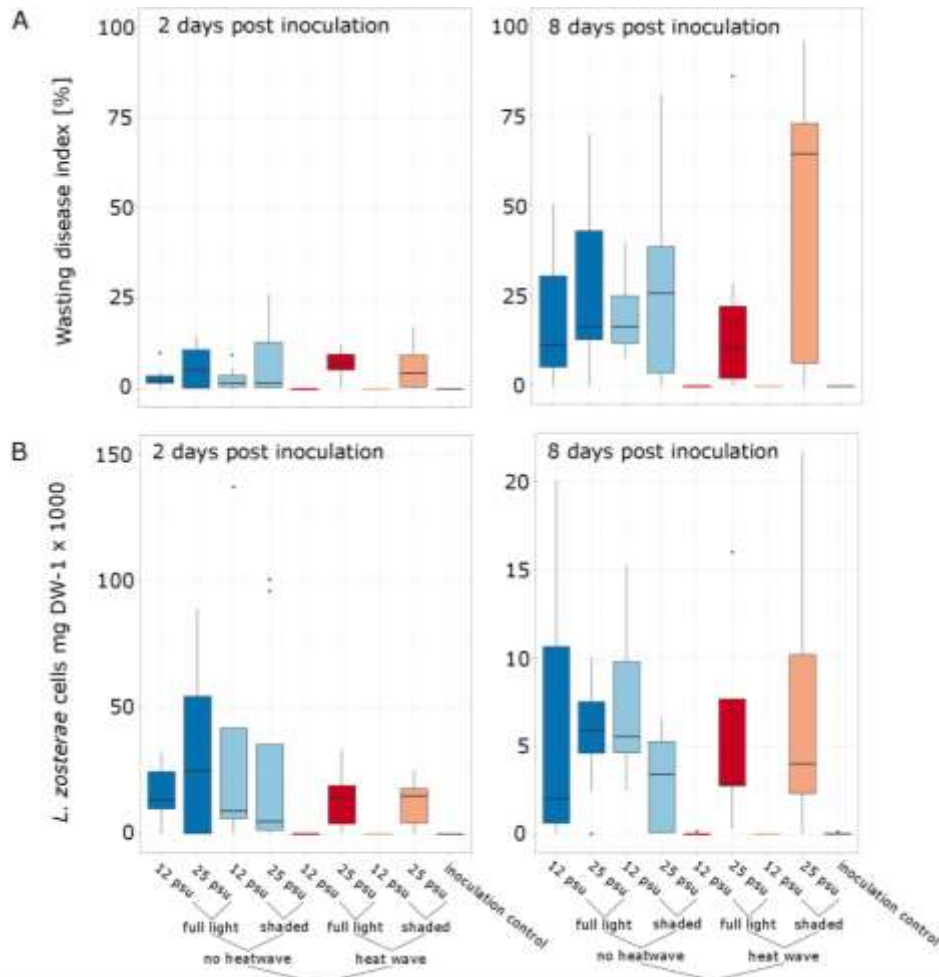 A
2 days post inoculation
8 days post inoculation
Wasting disease index [%]
100
75
50
25
0
100
75
50
25
0
B
2 days post inoculation
8 days post inoculation
L. zosterae cells mg DW-1 x 1000
150
100
50
0
20
15
10
5
0
12 psu
25 psu
12 psu
25 psu
12 psu
25 psu
12 psu
25 psu
inoculation control
full light
shaded
full light
shaded
no heatwave
heat wave
12 psu
25 psu
12 psu
25 psu
12 psu
25 psu
12 psu
25 psu
inoculation control
full light
shaded
full light
shaded
no heatwave
heat wave